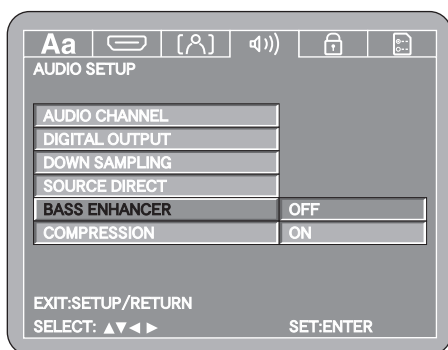 Aa
AUDIO SETUP
AUDIO CHANNEL
DIGITAL OUTPUT
DOWN SAMPLING
SOURCE DIRECT
BASS ENHANCER OFF
COMPRESSION ON
EXIT:SETUP/RETURN
SELECT: ▲▼◄► SET:ENTER